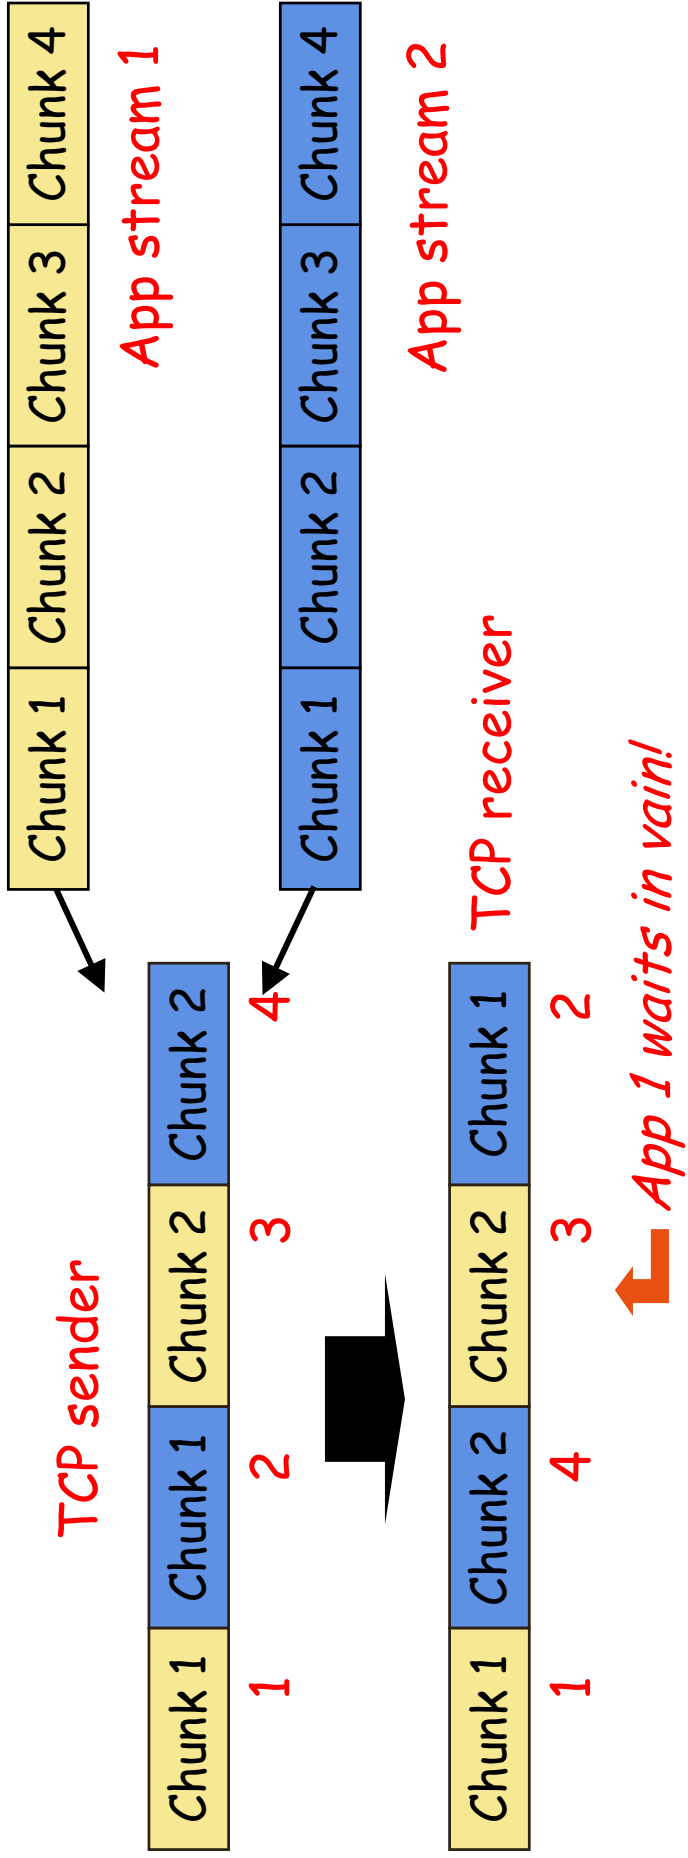 Chunk 1 Chunk 2 Chunk 3 Chunk 4
TCP sender
App stream 1
Chunk 1 Chunk 1 Chunk 2 Chunk 2
1 2 3 4
Chunk 1 Chunk 2 Chunk 3 Chunk 4
App stream 2
TCP receiver
Chunk 1 Chunk 2 Chunk 2 Chunk 1
1 4 3 2
App 1 waits in vain!